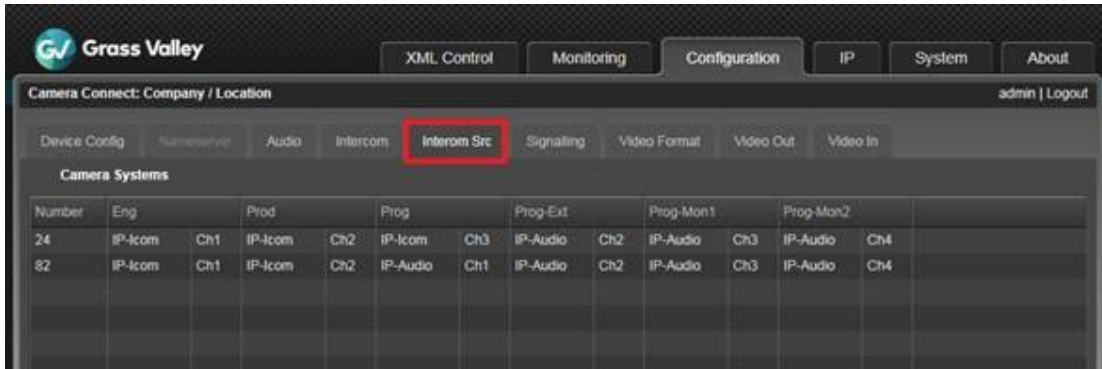 GV Grass Valley
XML Control Monitoring Configuration IP System About
Camera Connect: Company / Location admin | Logout
Device Config Nameserver Audio Intercom Interom Src Signalling Video Format Video Out Video In
Camera Systems
Number Eng Prod Prog Prog-Ext Prog-Mon1 Prog-Mon2
24 IP-Icom Ch1 IP-Icom Ch2 IP-Icom Ch3 IP-Audio Ch2 IP-Audio Ch3 IP-Audio Ch4
82 IP-Icom Ch1 IP-Icom Ch2 IP-Audio Ch1 IP-Audio Ch2 IP-Audio Ch3 IP-Audio Ch4